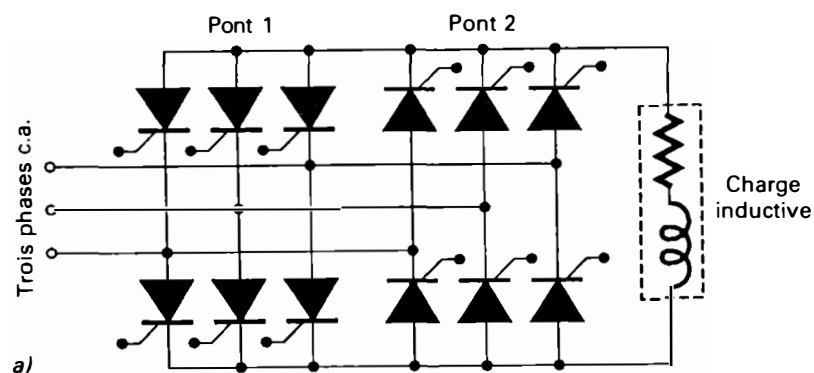 Pont 1
Pont 2
Trois phases c.a.
Charge
inductive
a)